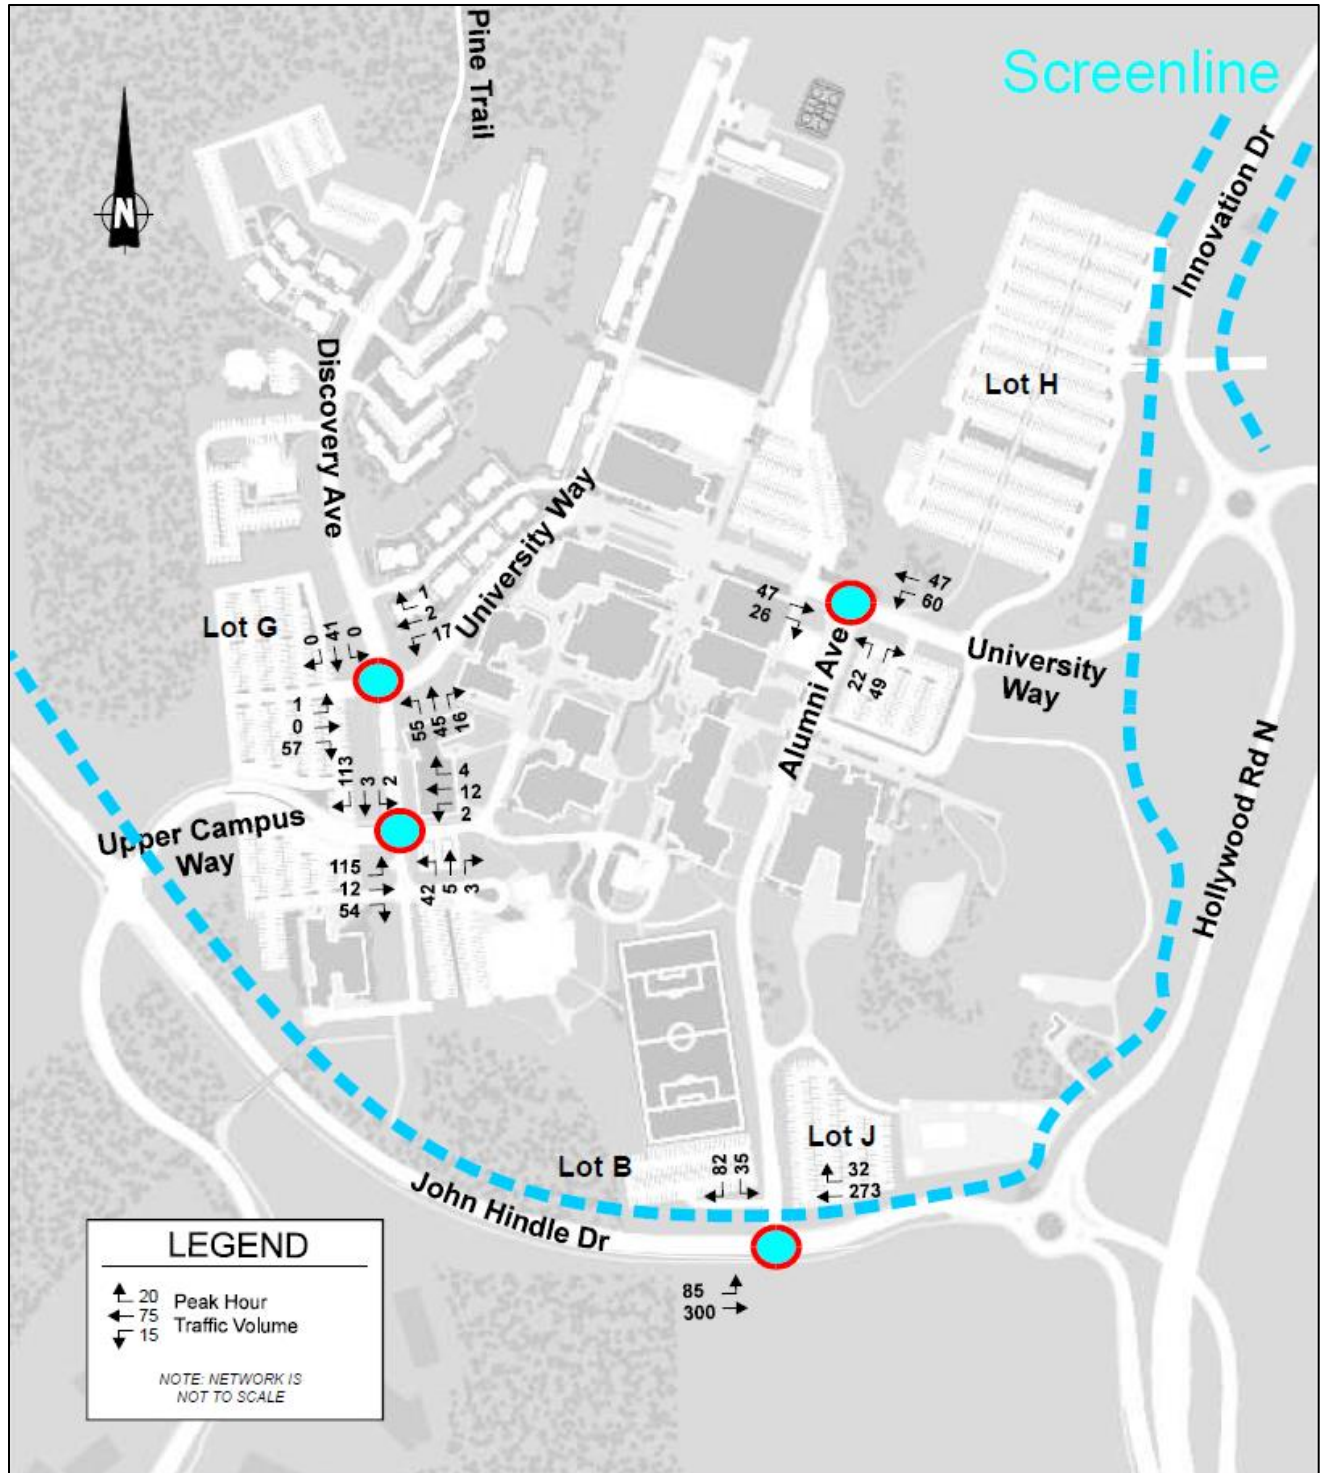 Pine Trail
Screenline
Innovation Dr
N
Discovery Ave
Lot H
University Way
Lot G
1
2
17
0
41
0
47
26
47
60
University
Way
Alumni Ave
22
49
1
0
57
55
45
16
113
3
2
4
12
2
Hollywood Rd N
Upper Campus
Way
115
12
54
42
5
3
Lot B
82
35
Lot J
32
273
John Hindle Dr
85
300
LEGEND
20
75
15
Peak Hour
Traffic Volume
NOTE: NETWORK IS
NOT TO SCALE